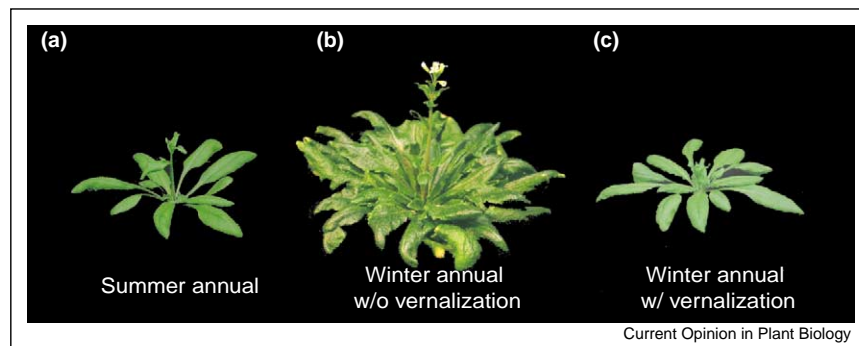 (a)
(b)
(c)
Summer annual
Winter annual
w/o vernalization
Winter annual
w/ vernalization
Current Opinion in Plant Biology